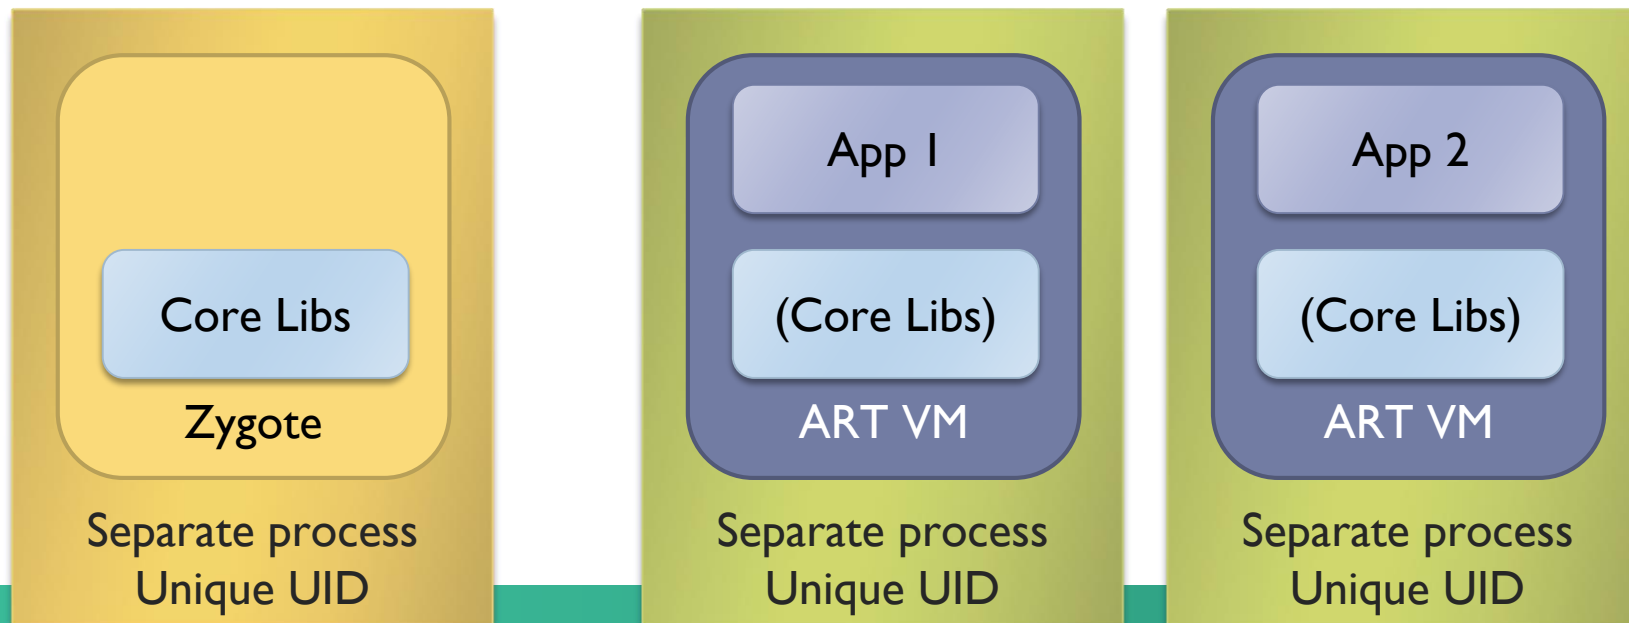 Core Libs
Zygote
Separate process
Unique UID
App 1
(Core Libs)
ART VM
Separate process
Unique UID
App 2
(Core Libs)
ART VM
Separate process
Unique UID